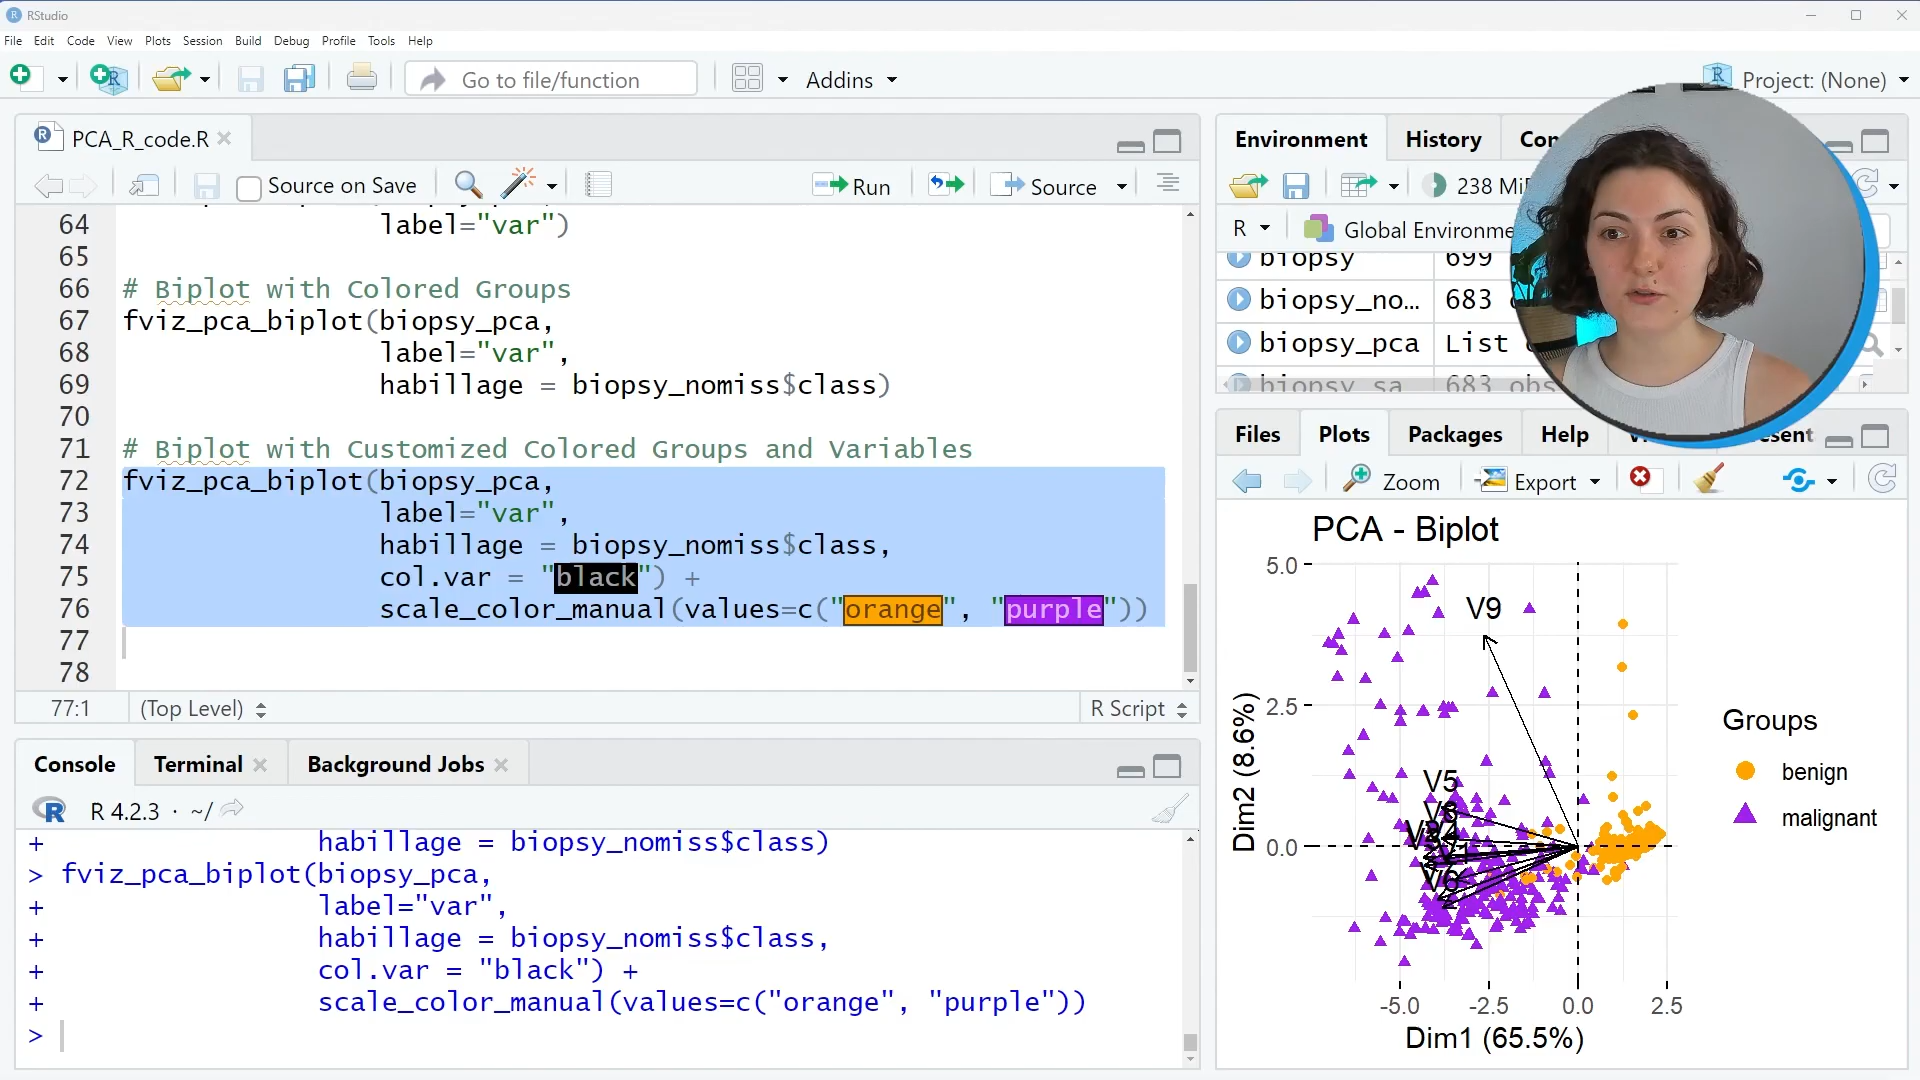 RStudio
File Edit Code View Plots Session Build Debug Profile Tools Help
Go to file/function Addins Project: (None)
PCA_R_code.R
Source on Save Run Source
64 label="var")
65
66 # Biplot with Colored Groups
67 fviz_pca_biplot(biopsy_pca,
68 label="var",
69 habillage = biopsy_nomiss$class)
70
71 # Biplot with Customized Colored Groups and Variables
72 fviz_pca_biplot(biopsy_pca,
73 label="var",
74 habillage = biopsy_nomiss$class,
75 col.var = "black") +
76 scale_color_manual(values=c("orange", "purple"))
77
78
77:1 (Top Level) R Script
Console Terminal Background Jobs
R 4.2.3 · ~/
+ habillage = biopsy_nomiss$class)
> fviz_pca_biplot(biopsy_pca,
+ label="var",
+ habillage = biopsy_nomiss$class,
+ col.var = "black") +
+ scale_color_manual(values=c("orange", "purple"))
>
Environment History
238
R Global
biopsy 699
biopsy_no... 683
biopsy_pca List
biopsy_sa 683 obs
Files Plots Packages Help
Zoom Export
PCA - Biplot
5.0
2.5
0.0
Dim2 (8.6%)
V9
V5
V1
V6
-5.0 -2.5 0.0 2.5
Dim1 (65.5%)
Groups
benign
malignant